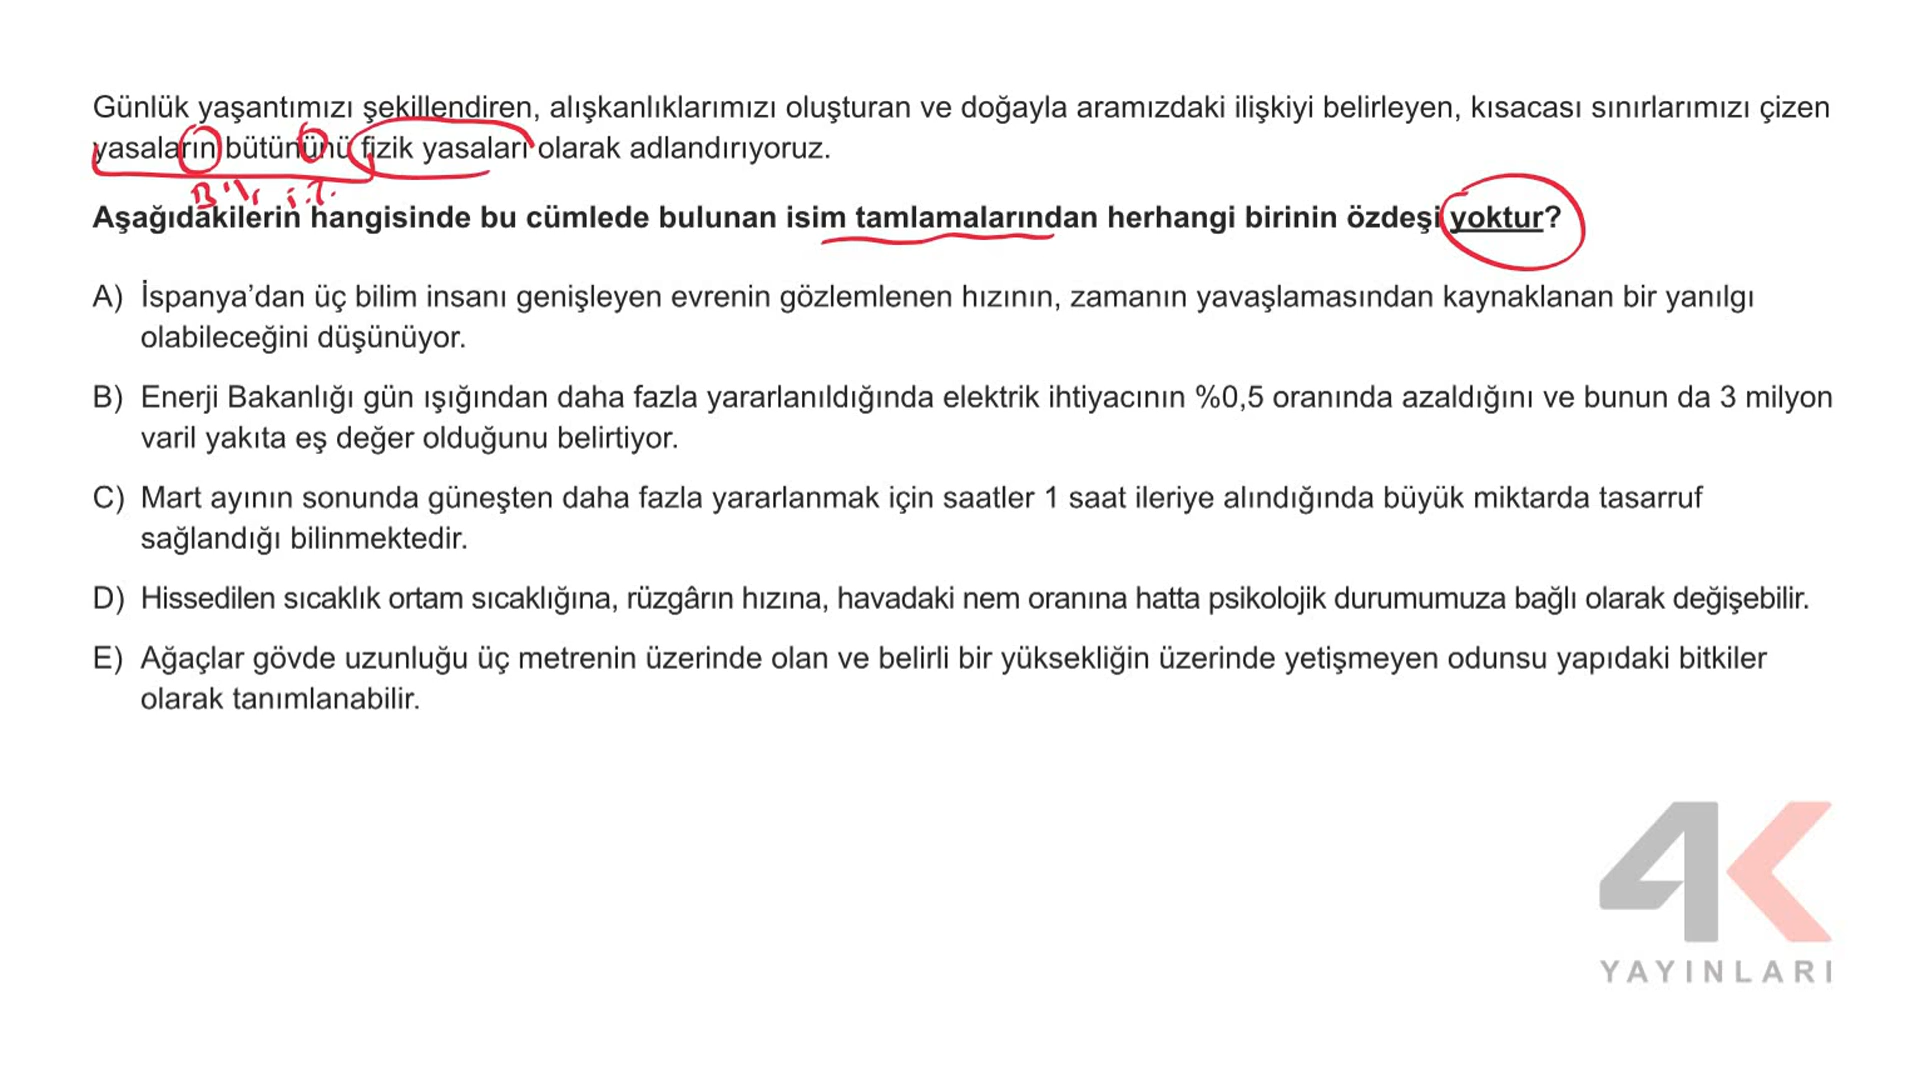 Günlük yaşantımızı şekillendiren, alışkanlıklarımızı oluşturan ve doğayla aramızdaki ilişkiyi belirleyen, kısacası sınırlarımızı çizen
yasaların bütününü fizik yasaları olarak adlandırıyoruz.
B'li i.T.
Aşağıdakilerin hangisinde bu cümlede bulunan isim tamlamalarından herhangi birinin özdeşi yoktur?
A) İspanya’dan üç bilim insanı genişleyen evrenin gözlemlenen hızının, zamanın yavaşlamasından kaynaklanan bir yanılgı
olabileceğini düşünüyor.
B) Enerji Bakanlığı gün ışığından daha fazla yararlanıldığında elektrik ihtiyacının %0,5 oranında azaldığını ve bunun da 3 milyon
varil yakıta eş değer olduğunu belirtiyor.
C) Mart ayının sonunda güneşten daha fazla yararlanmak için saatler 1 saat ileriye alındığında büyük miktarda tasarruf
sağlandığı bilinmektedir.
D) Hissedilen sıcaklık ortam sıcaklığına, rüzgârın hızına, havadaki nem oranına hatta psikolojik durumumuza bağlı olarak değişebilir.
E) Ağaçlar gövde uzunluğu üç metrenin üzerinde olan ve belirli bir yüksekliğin üzerinde yetişmeyen odunsu yapıdaki bitkiler
olarak tanımlanabilir.
4K
YAYINLARI